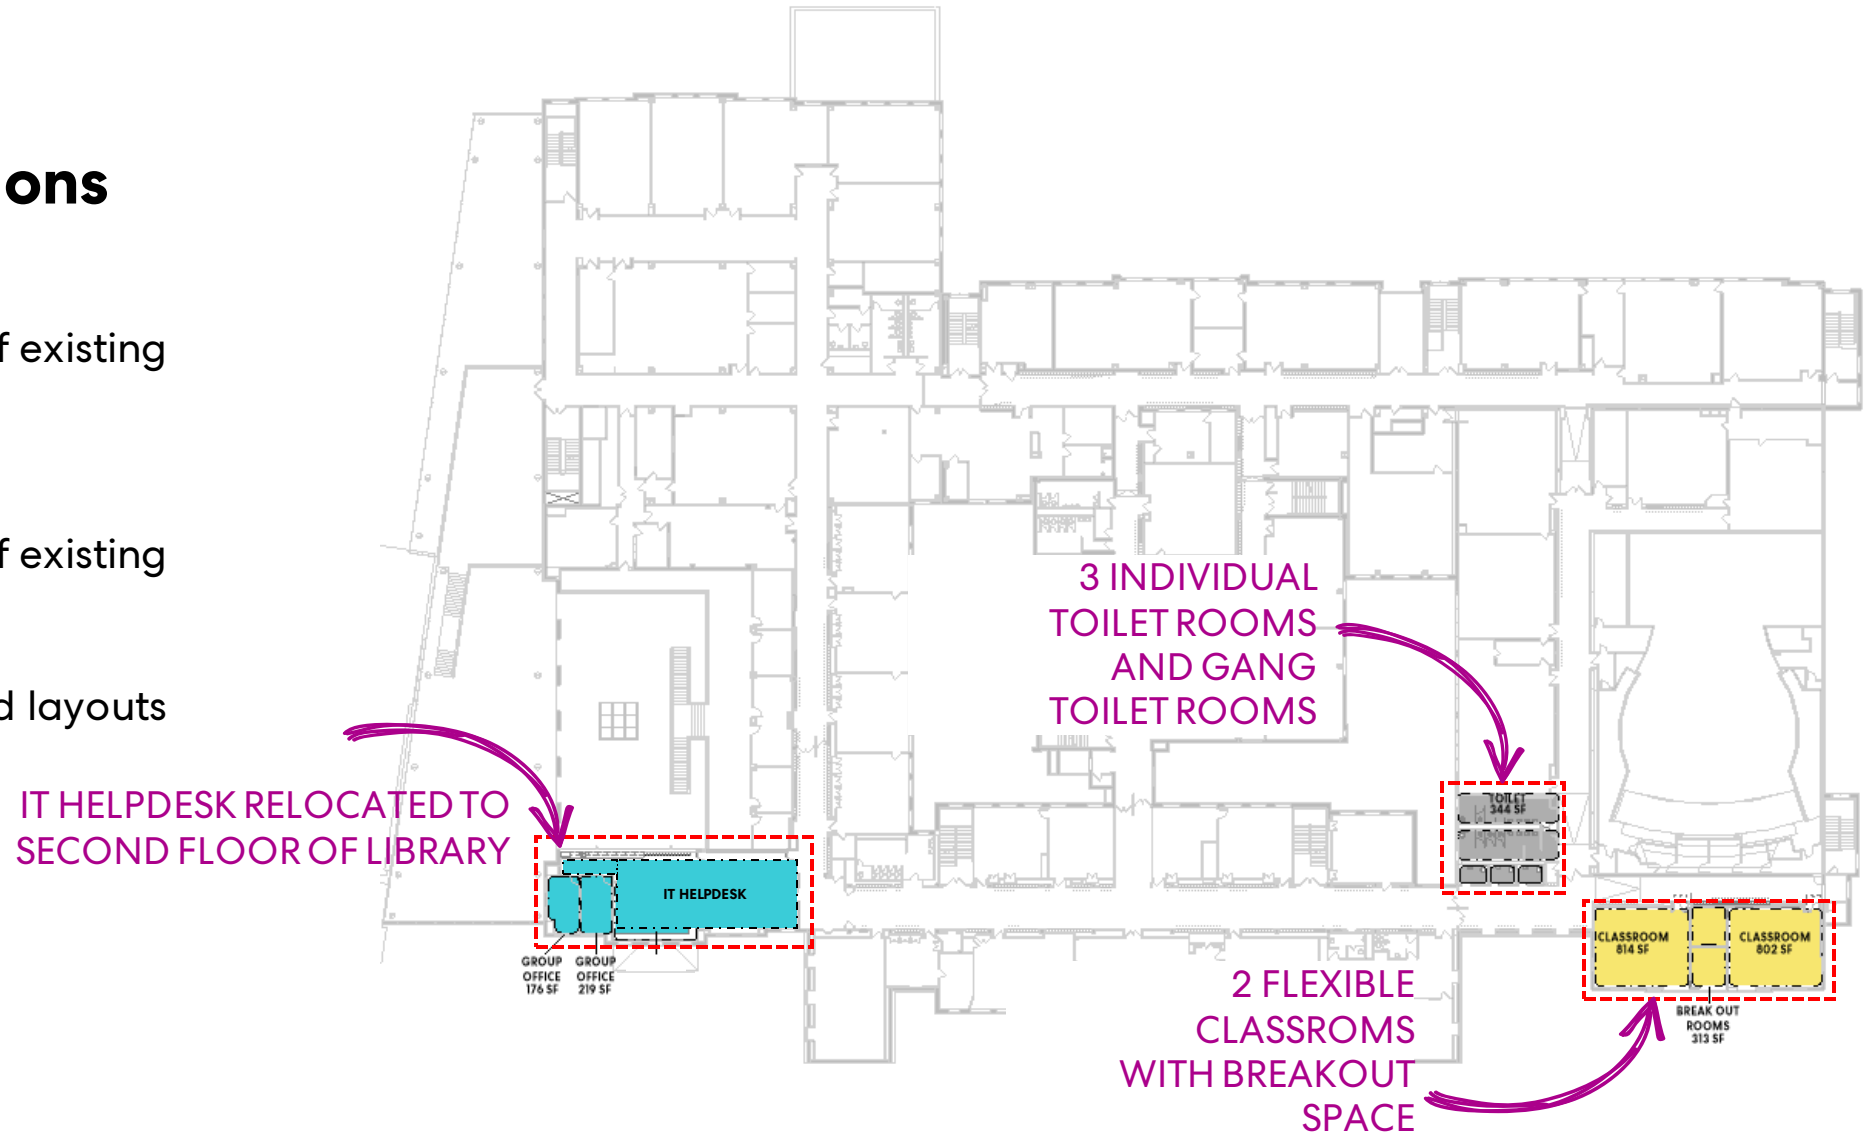 ons
f existing
f existing
d layouts
IT HELPDESK RELOCATED TO
SECOND FLOOR OF LIBRARY
IT HELPDESK
GROUP
OFFICE
176 SF
GROUP
OFFICE
219 SF
3 INDIVIDUAL
TOILET ROOMS
AND GANG
TOILET ROOMS
TOILET
344 SF
CLASSROOM
814 SF
CLASSROOM
802 SF
BREAK OUT
ROOMS
313 SF
2 FLEXIBLE
CLASSROMS
WITH BREAKOUT
SPACE